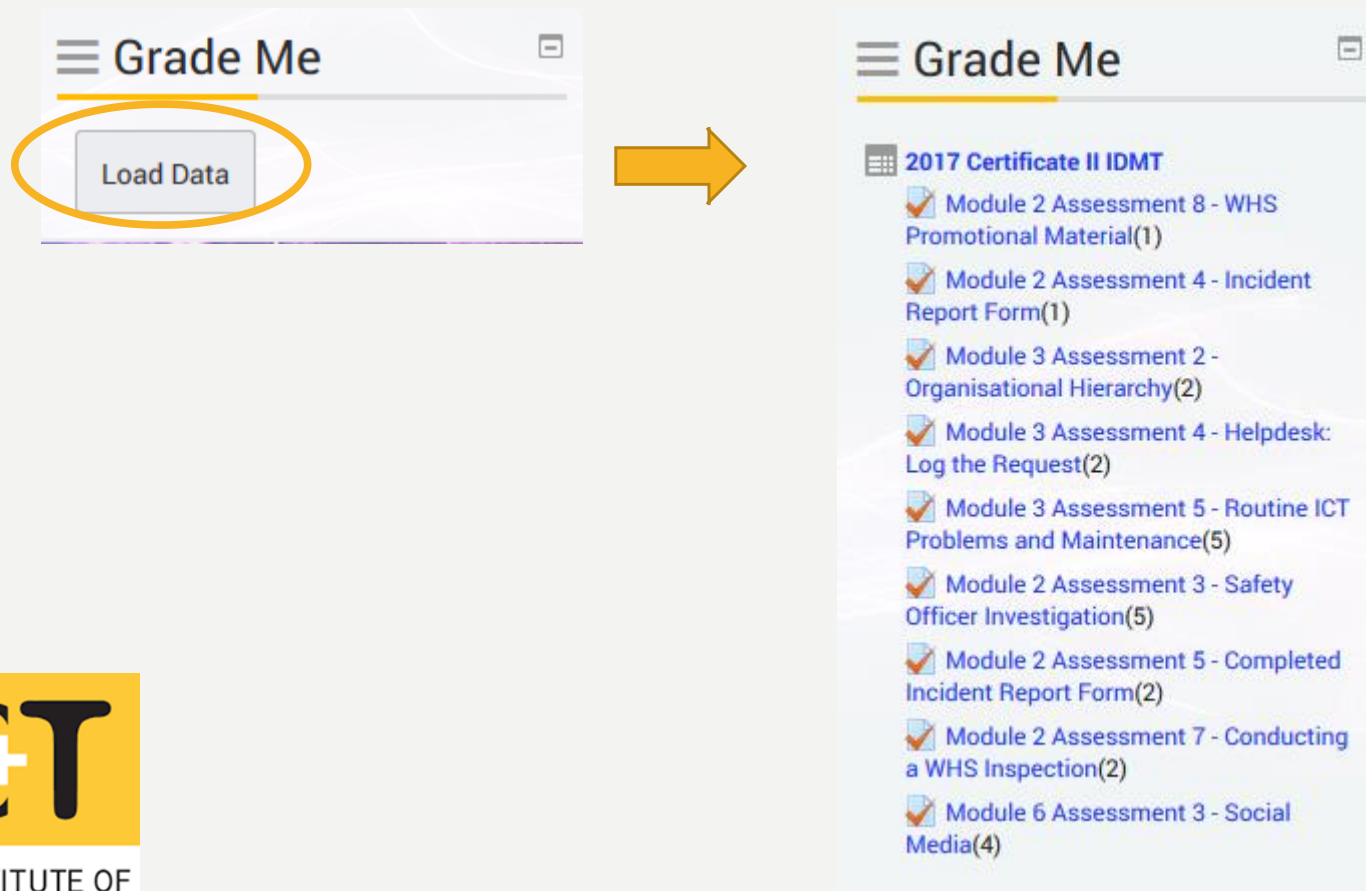 Grade Me
Load Data
Grade Me
2017 Certificate II IDMT
Module 2 Assessment 8 - WHS
Promotional Material(1)
Module 2 Assessment 4 - Incident
Report Form(1)
Module 3 Assessment 2 -
Organisational Hierarchy(2)
Module 3 Assessment 4 - Helpdesk:
Log the Request(2)
Module 3 Assessment 5 - Routine ICT
Problems and Maintenance(5)
Module 2 Assessment 3 - Safety
Officer Investigation(5)
Module 2 Assessment 5 - Completed
Incident Report Form(2)
Module 2 Assessment 7 - Conducting
a WHS Inspection(2)
Module 6 Assessment 3 - Social
Media(4)
T
ITUTE OF